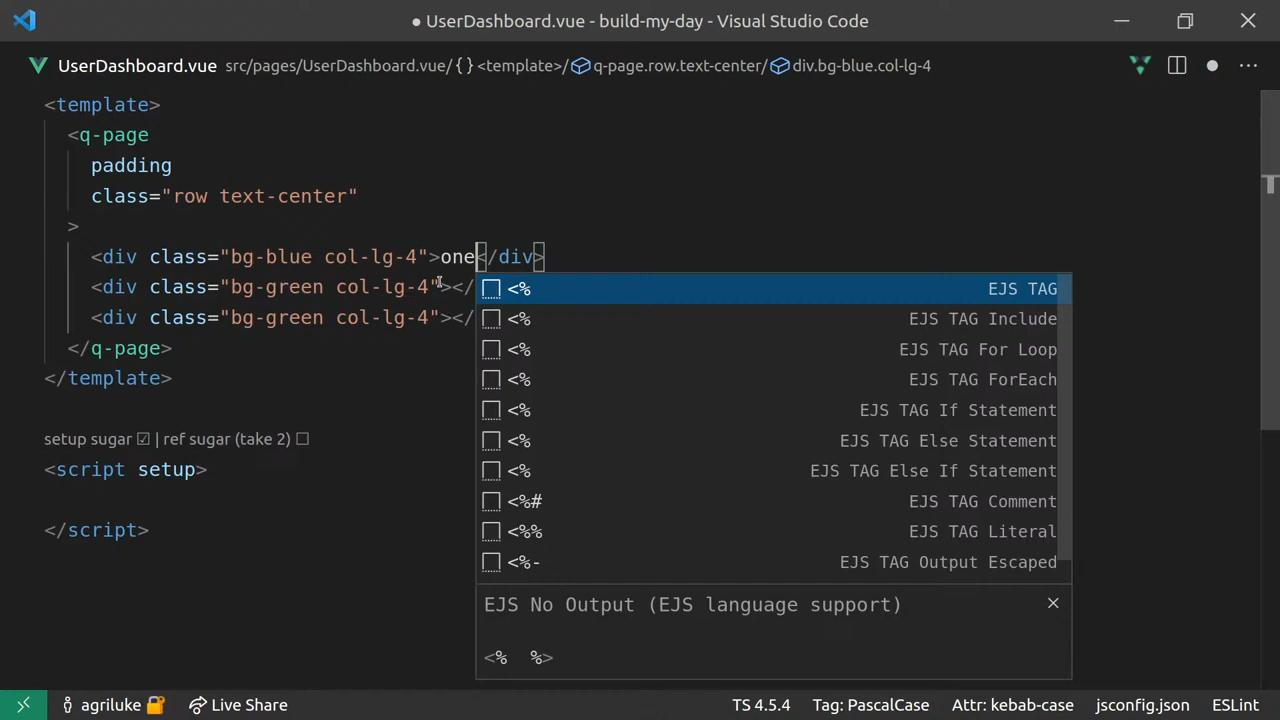 ● UserDashboard.vue - build-my-day - Visual Studio Code
UserDashboard.vue src/pages/UserDashboard.vue/ {} <template>/ q-page.row.text-center/ div.bg-blue.col-lg-4
<template>
<q-page
padding
class="row text-center"
>
<div class="bg-blue col-lg-4">one</div>
<div class="bg-green col-lg-4"></
<div class="bg-green col-lg-4"></
</q-page>
</template>
setup sugar ☑ | ref sugar (take 2) ☐
<script setup>
</script>
<% EJS TAG
<% EJS TAG Include
<% EJS TAG For Loop
<% EJS TAG ForEach
<% EJS TAG If Statement
<% EJS TAG Else Statement
<% EJS TAG Else If Statement
<%# EJS TAG Comment
<%% EJS TAG Literal
<%- EJS TAG Output Escaped
EJS No Output (EJS language support)
<%  %>
agriluke Live Share TS 4.5.4 Tag: PascalCase Attr: kebab-case jsconfig.json ESLint